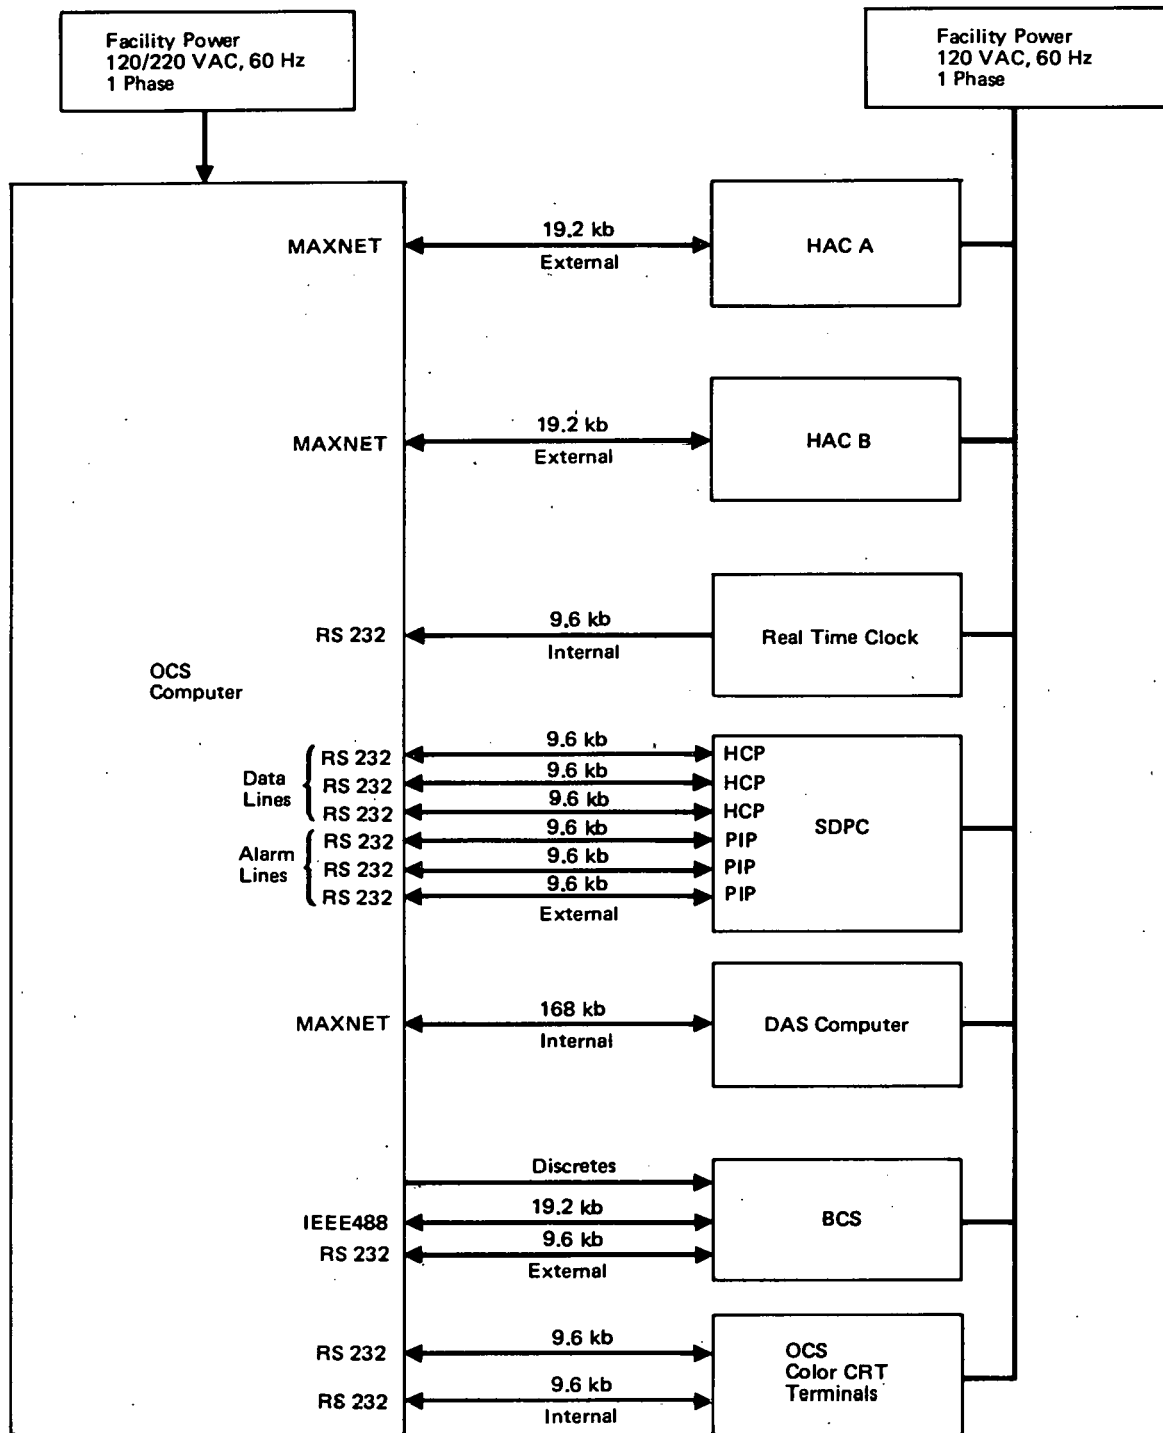 Facility Power
120/220 VAC, 60 Hz
1 Phase
Facility Power
120 VAC, 60 Hz
1 Phase
MAXNET
19.2 kb
External
HAC A
MAXNET
19.2 kb
External
HAC B
RS 232
9.6 kb
Internal
Real Time Clock
OCS
Computer
Data
Lines
RS 232
9.6 kb
HCP
RS 232
9.6 kb
HCP
RS 232
9.6 kb
HCP
SDPC
Alarm
Lines
RS 232
9.6 kb
PIP
RS 232
9.6 kb
PIP
RS 232
9.6 kb
PIP
External
MAXNET
168 kb
Internal
DAS Computer
Discretes
IEEE488
19.2 kb
BCS
RS 232
9.6 kb
External
RS 232
9.6 kb
OCS
Color CRT
Terminals
RS 232
9.6 kb
Internal